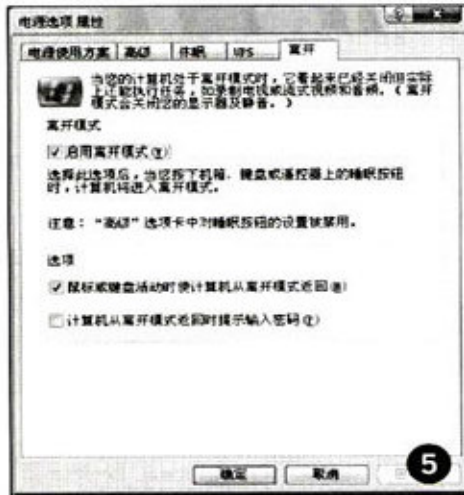 电源选项 属性
电源使用方案 高级 休眠 UPS 离开
当您的计算机处于离开模式时，它看起来已经关闭但实际
上还能执行任务，如录制电视或流式视频和音频。（离开
模式会关闭您的显示器及静音。）
离开模式
启用离开模式(Y)
选择此选项后，当您按下机箱、键盘或遥控器上的睡眠按钮
时，计算机将进入离开模式。
注意：“高级”选项卡中对睡眠按钮的设置被禁用。
选项
鼠标或键盘活动时使计算机从离开模式返回(R)
计算机从离开模式返回时提示输入密码(P)
确定 取消
5